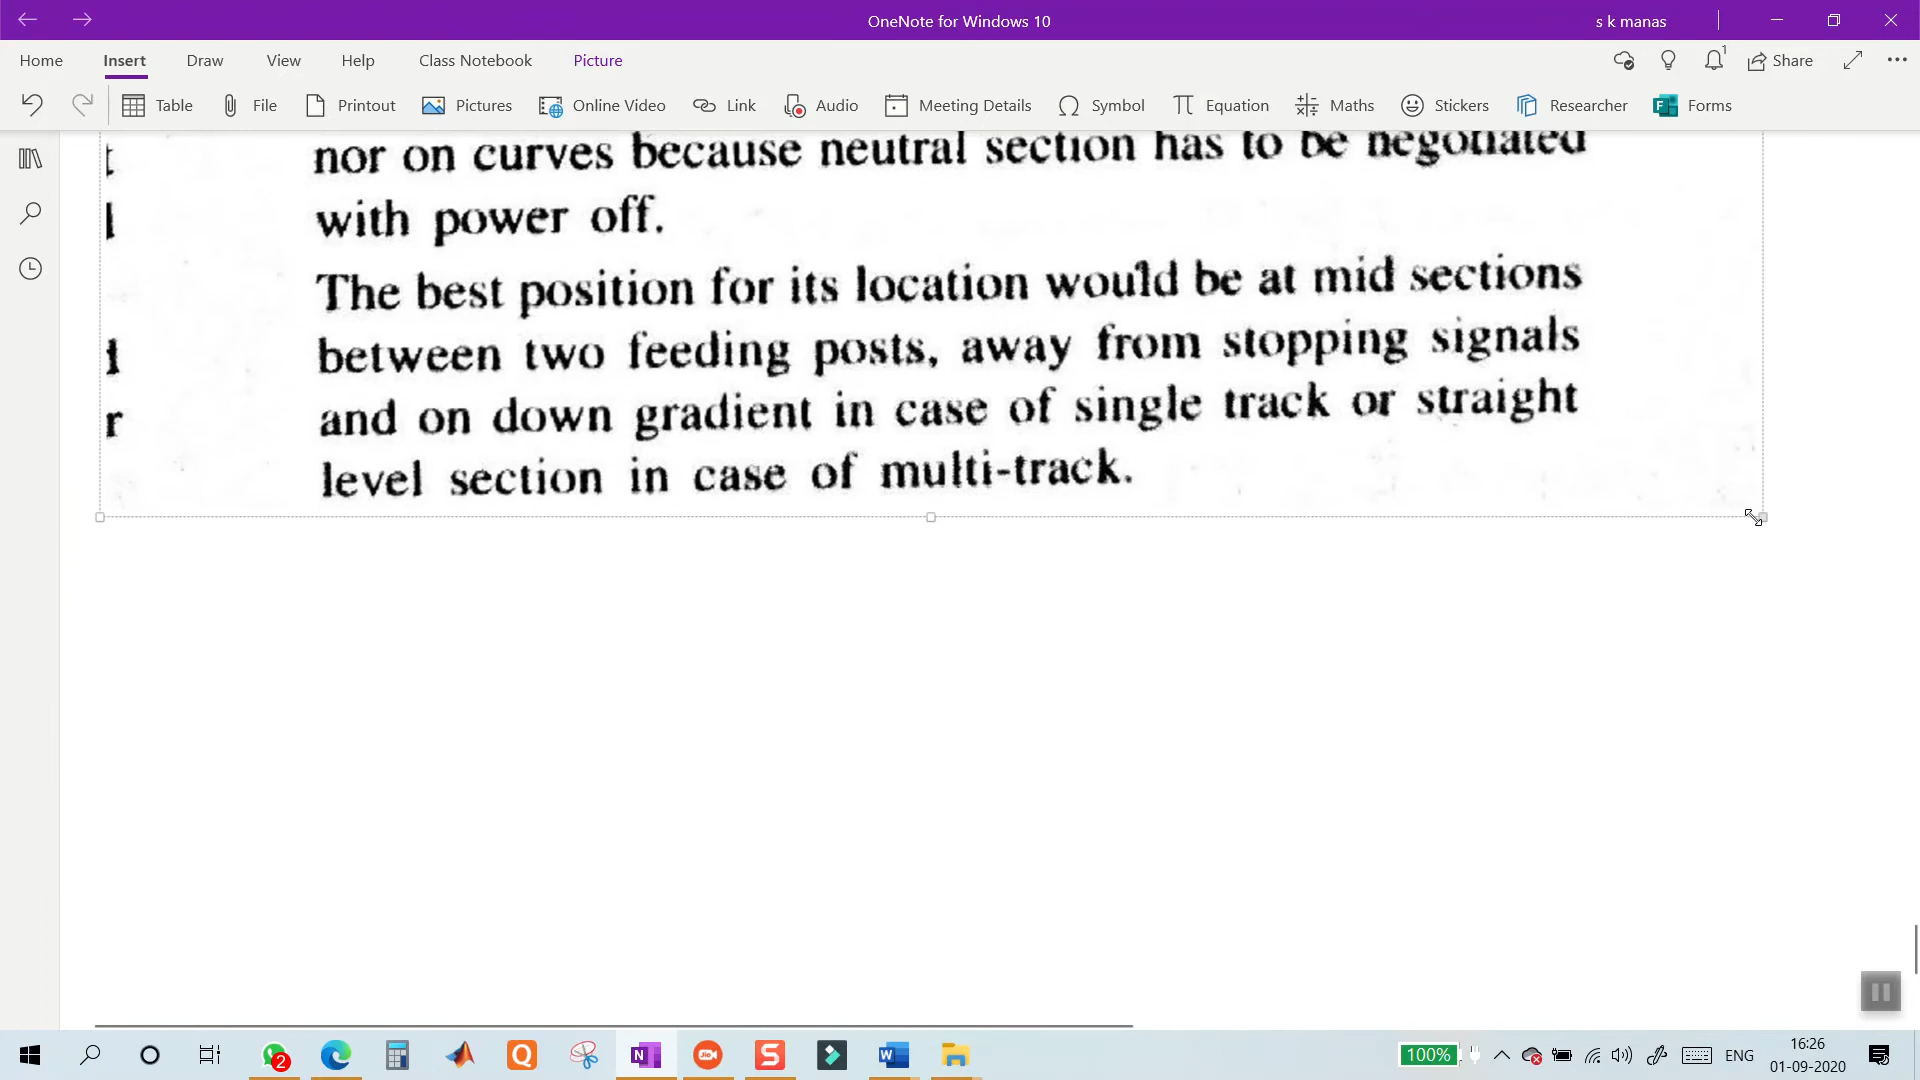 OneNote for Windows 10
s k manas
Home Insert Draw View Help Class Notebook Picture
1
Share
Table File Printout Pictures Online Video Link Audio Meeting Details Symbol Equation Maths Stickers Researcher Forms
nor on curves because neutral section has to be negotiated
with power off.
The best position for its location would be at mid sections
between two feeding posts, away from stopping signals
and on down gradient in case of single track or straight
r
level section in case of multi-track.
2
Jio
Q
S
N
W
100%
ENG
16:26
01-09-2020